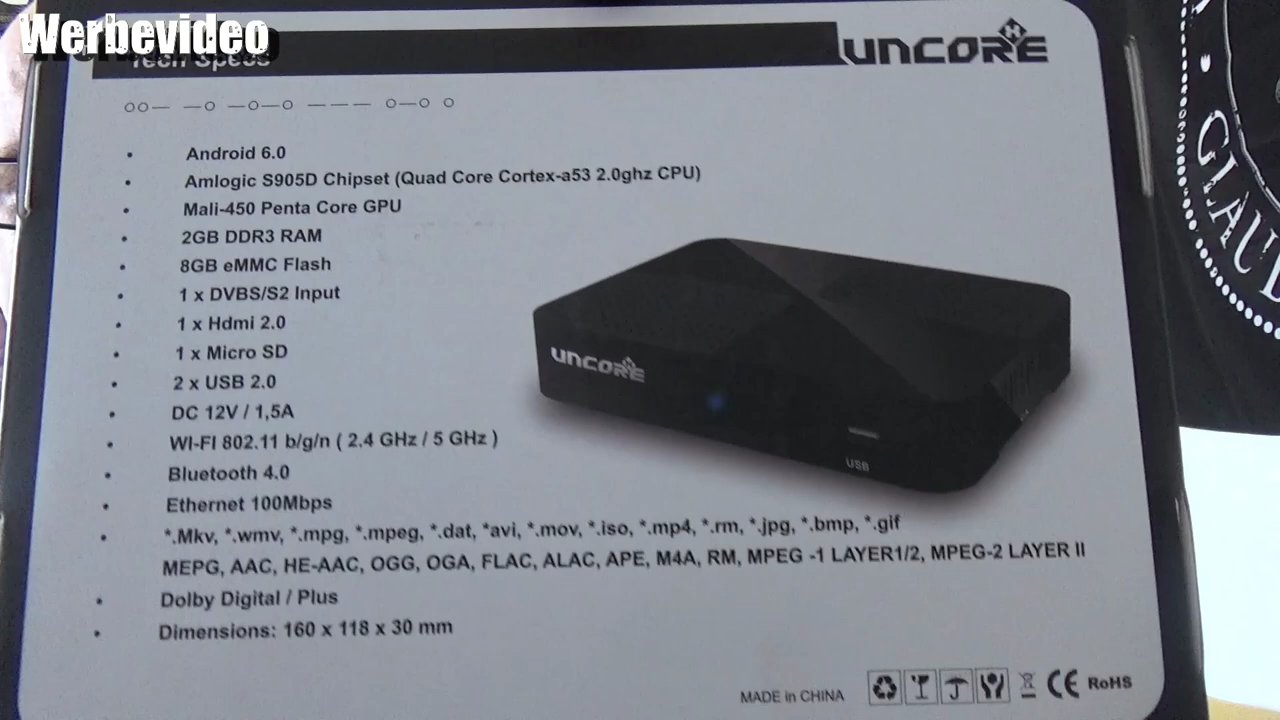 Werbevideo
Tech Specs
UNCORE
Android 6.0
Amlogic S905D Chipset (Quad Core Cortex-a53 2.0ghz CPU)
Mali-450 Penta Core GPU
2GB DDR3 RAM
8GB eMMC Flash
1 x DVBS/S2 Input
1 x Hdmi 2.0
1 x Micro SD
2 x USB 2.0
DC 12V / 1,5A
WI-FI 802.11 b/g/n ( 2.4 GHz / 5 GHz )
Bluetooth 4.0
Ethernet 100Mbps
*.Mkv, *.wmv, *.mpg, *.mpeg, *.dat, *avi, *.mov, *.iso, *.mp4, *.rm, *.jpg, *.bmp, *.gif
MEPG, AAC, HE-AAC, OGG, OGA, FLAC, ALAC, APE, M4A, RM, MPEG -1 LAYER1/2, MPEG-2 LAYER II
Dolby Digital / Plus
Dimensions: 160 x 118 x 30 mm
UNCORE
USB
MADE in CHINA
CE RoHS